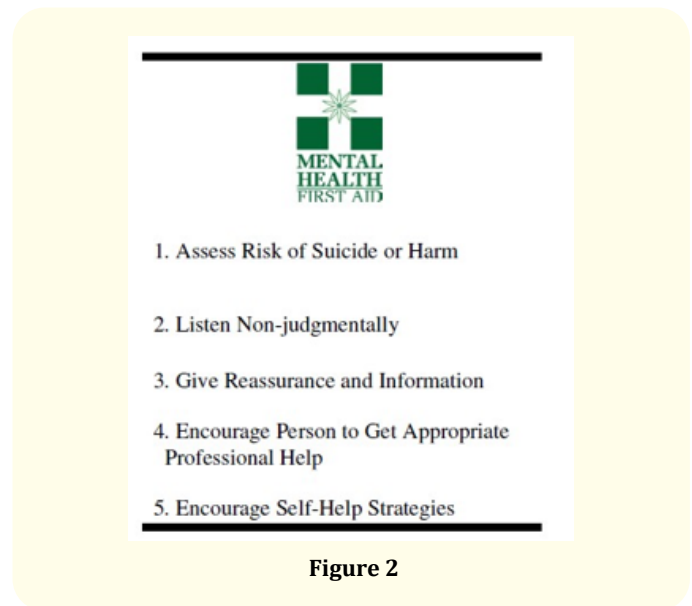 MENTAL
HEALTH
FIRST AID
1. Assess Risk of Suicide or Harm
2. Listen Non-judgmentally
3. Give Reassurance and Information
4. Encourage Person to Get Appropriate
Professional Help
5. Encourage Self-Help Strategies
Figure 2